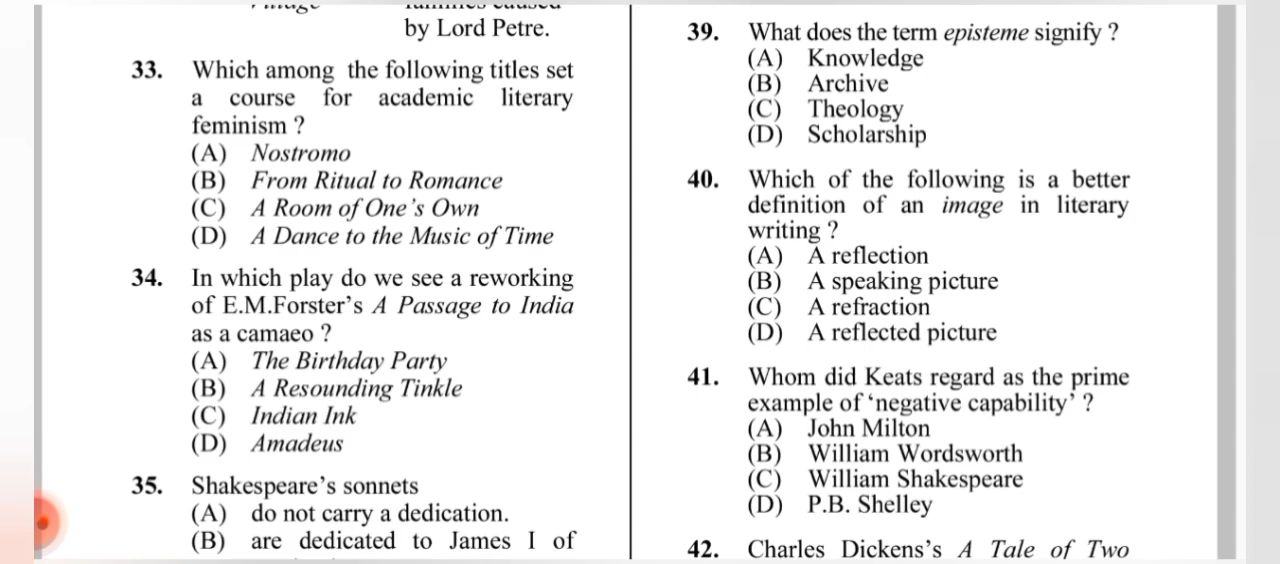 by Lord Petre.
33. Which among the following titles set
a course for academic literary
feminism ?
(A) Nostromo
(B) From Ritual to Romance
(C) A Room of One's Own
(D) A Dance to the Music of Time
34. In which play do we see a reworking
of E.M.Forster's A Passage to India
as a camaeo ?
(A) The Birthday Party
(B) A Resounding Tinkle
(C) Indian Ink
(D) Amadeus
35. Shakespeare's sonnets
(A) do not carry a dedication.
(B) are dedicated to James I of
39. What does the term episteme signify ?
(A) Knowledge
(B) Archive
(C) Theology
(D) Scholarship
40. Which of the following is a better
definition of an image in literary
writing ?
(A) A reflection
(B) A speaking picture
(C) A refraction
(D) A reflected picture
41. Whom did Keats regard as the prime
example of ‘negative capability’ ?
(A) John Milton
(B) William Wordsworth
(C) William Shakespeare
(D) P.B. Shelley
42. Charles Dickens's A Tale of Two